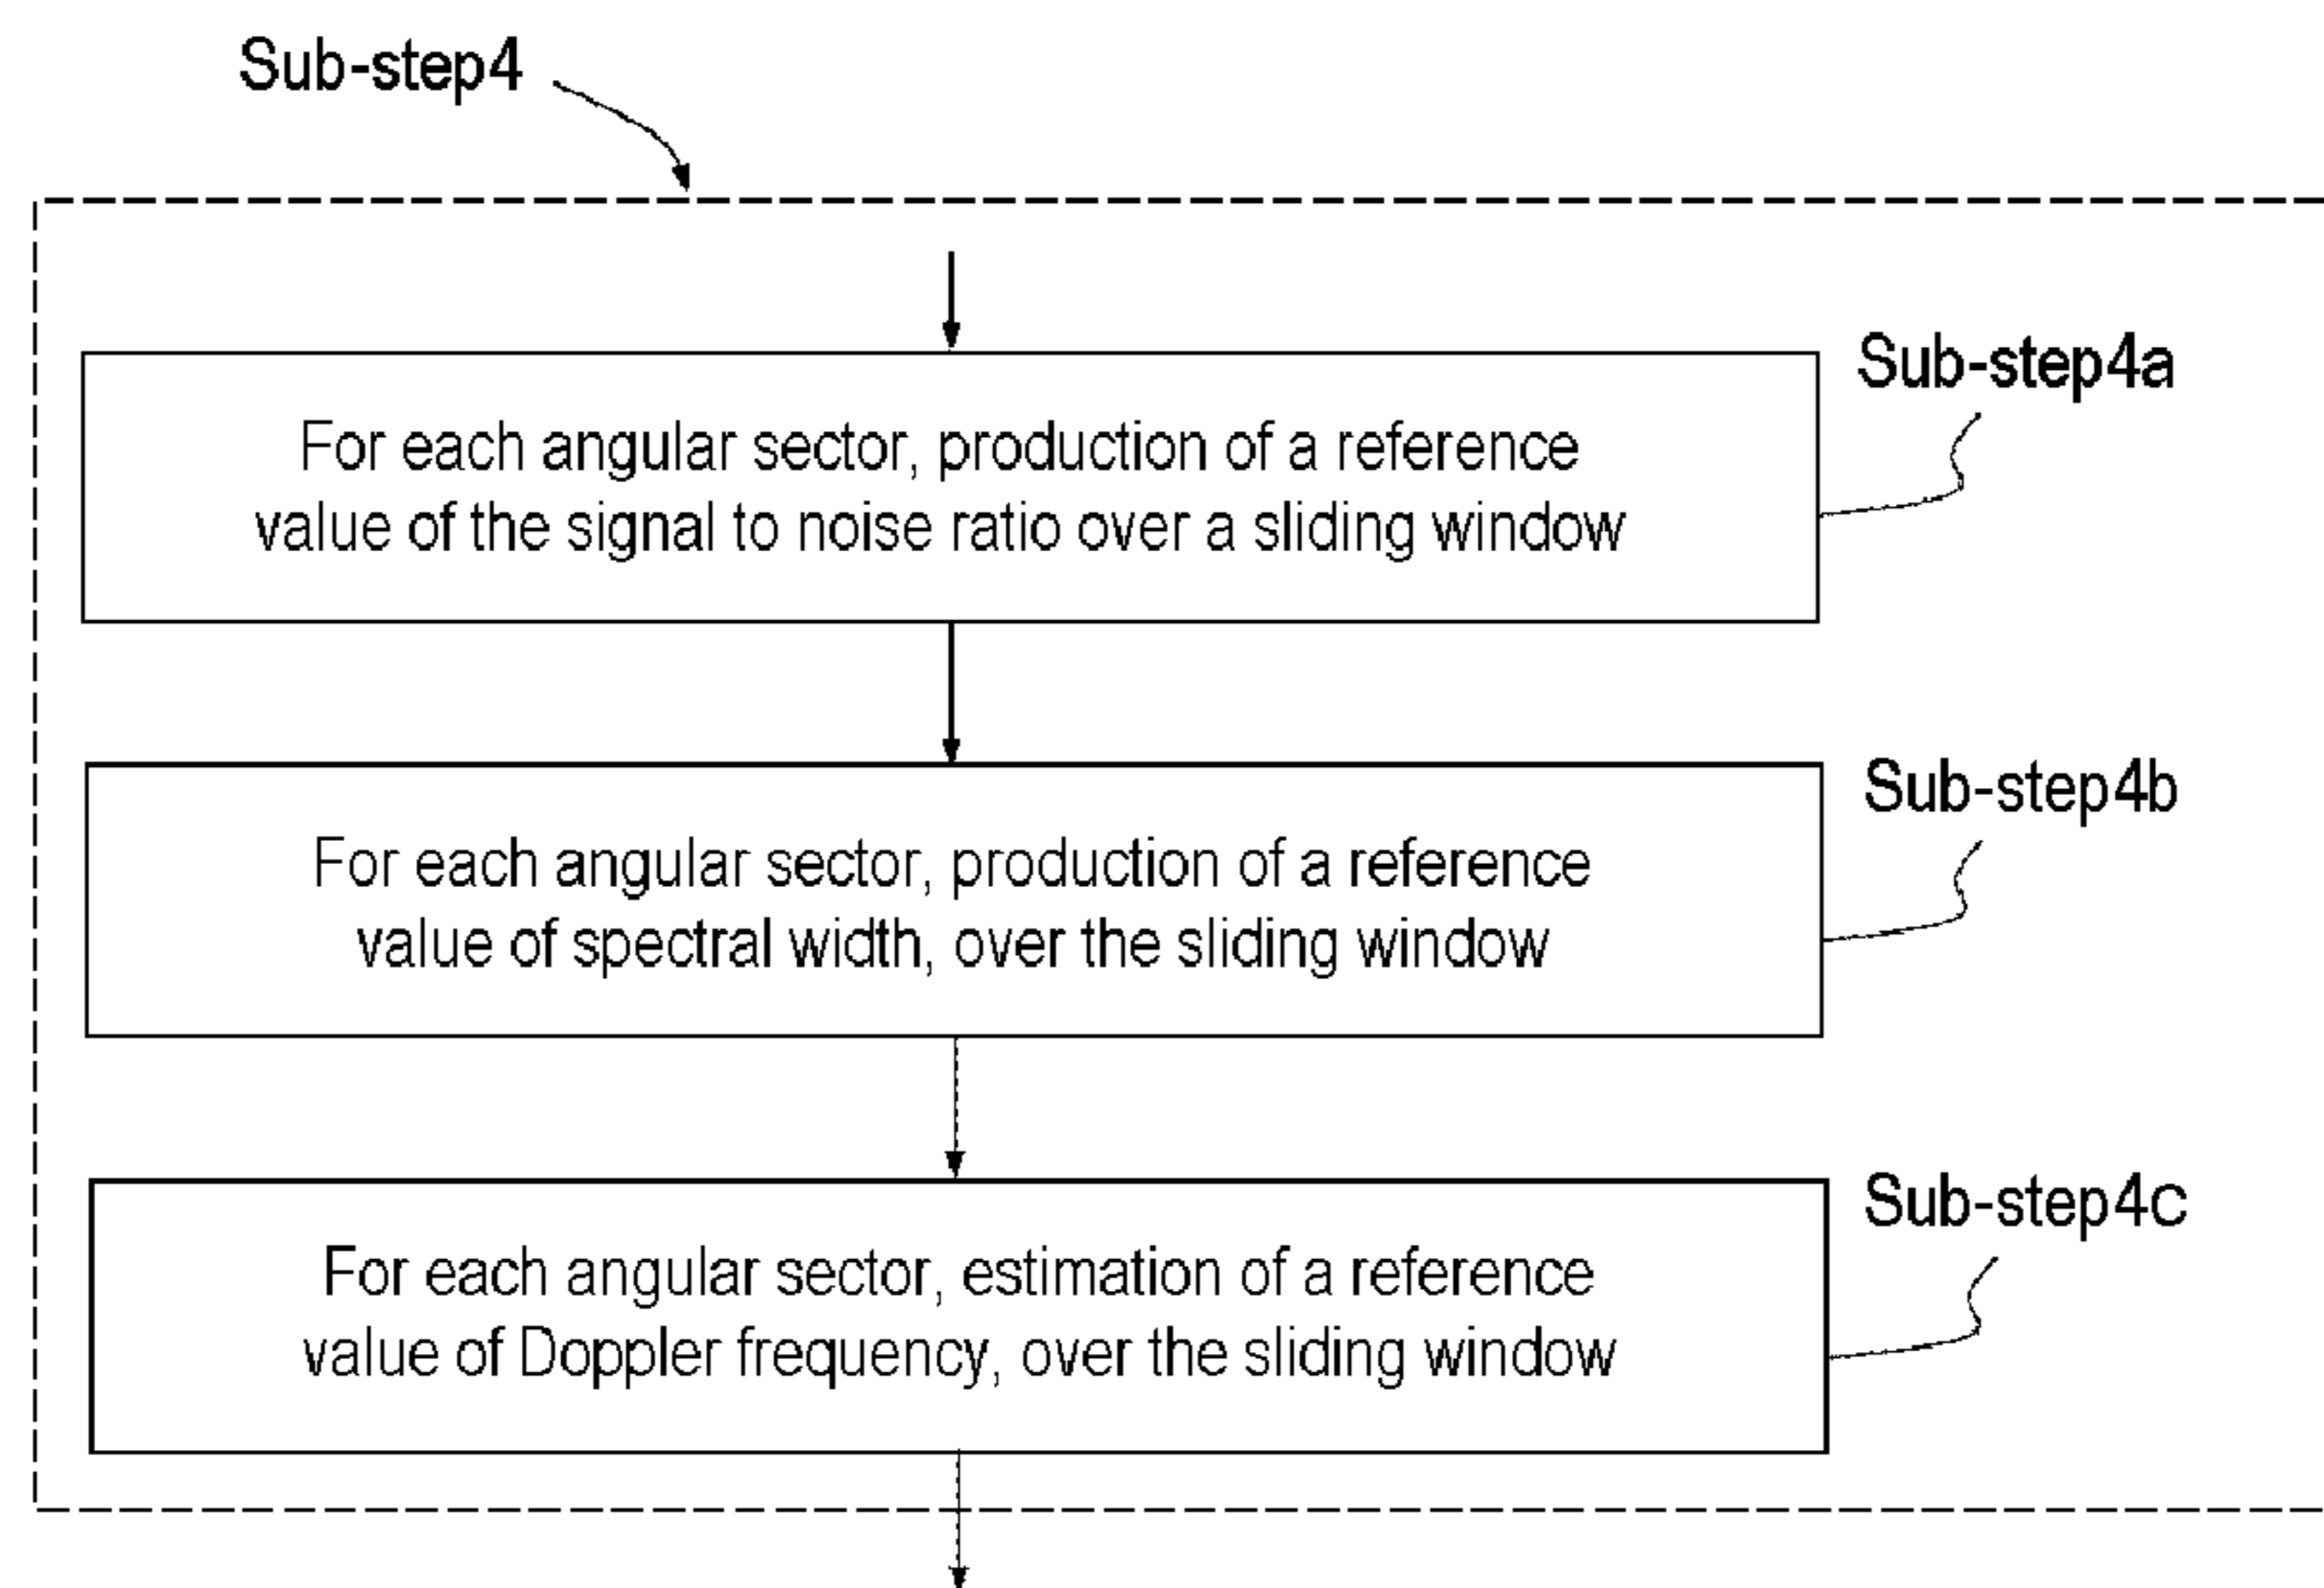 Sub-step4
Sub-step4a
For each angular sector, production of a reference
value of the signal to noise ratio over a sliding window
Sub-step4b
For each angular sector, production of a reference
value of spectral width, over the sliding window
Sub-step4c
For each angular sector, estimation of a reference
value of Doppler frequency, over the sliding window